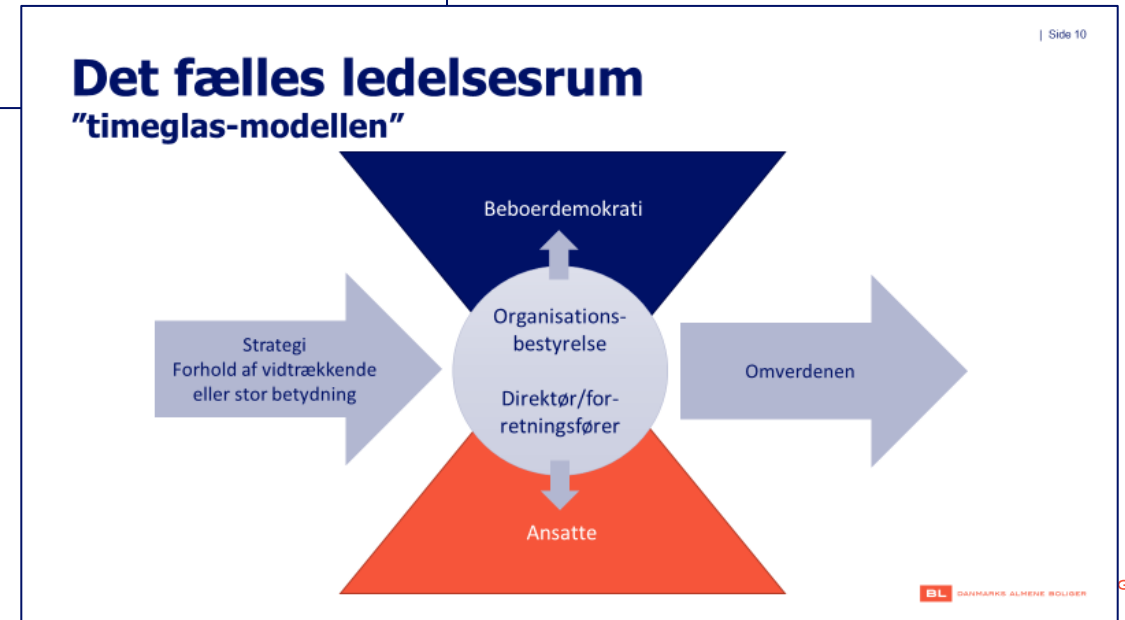 | Side 10
Det fælles ledelsesrum
”timeglas-modellen”
Beboerdemokrati
Organisations-
bestyrelse
Direktør/for-
retningsfører
Strategi
Forhold af vidtrækkende
eller stor betydning
Omverdenen
Ansatte
BL DANMARKS ALMENE BOLIGER